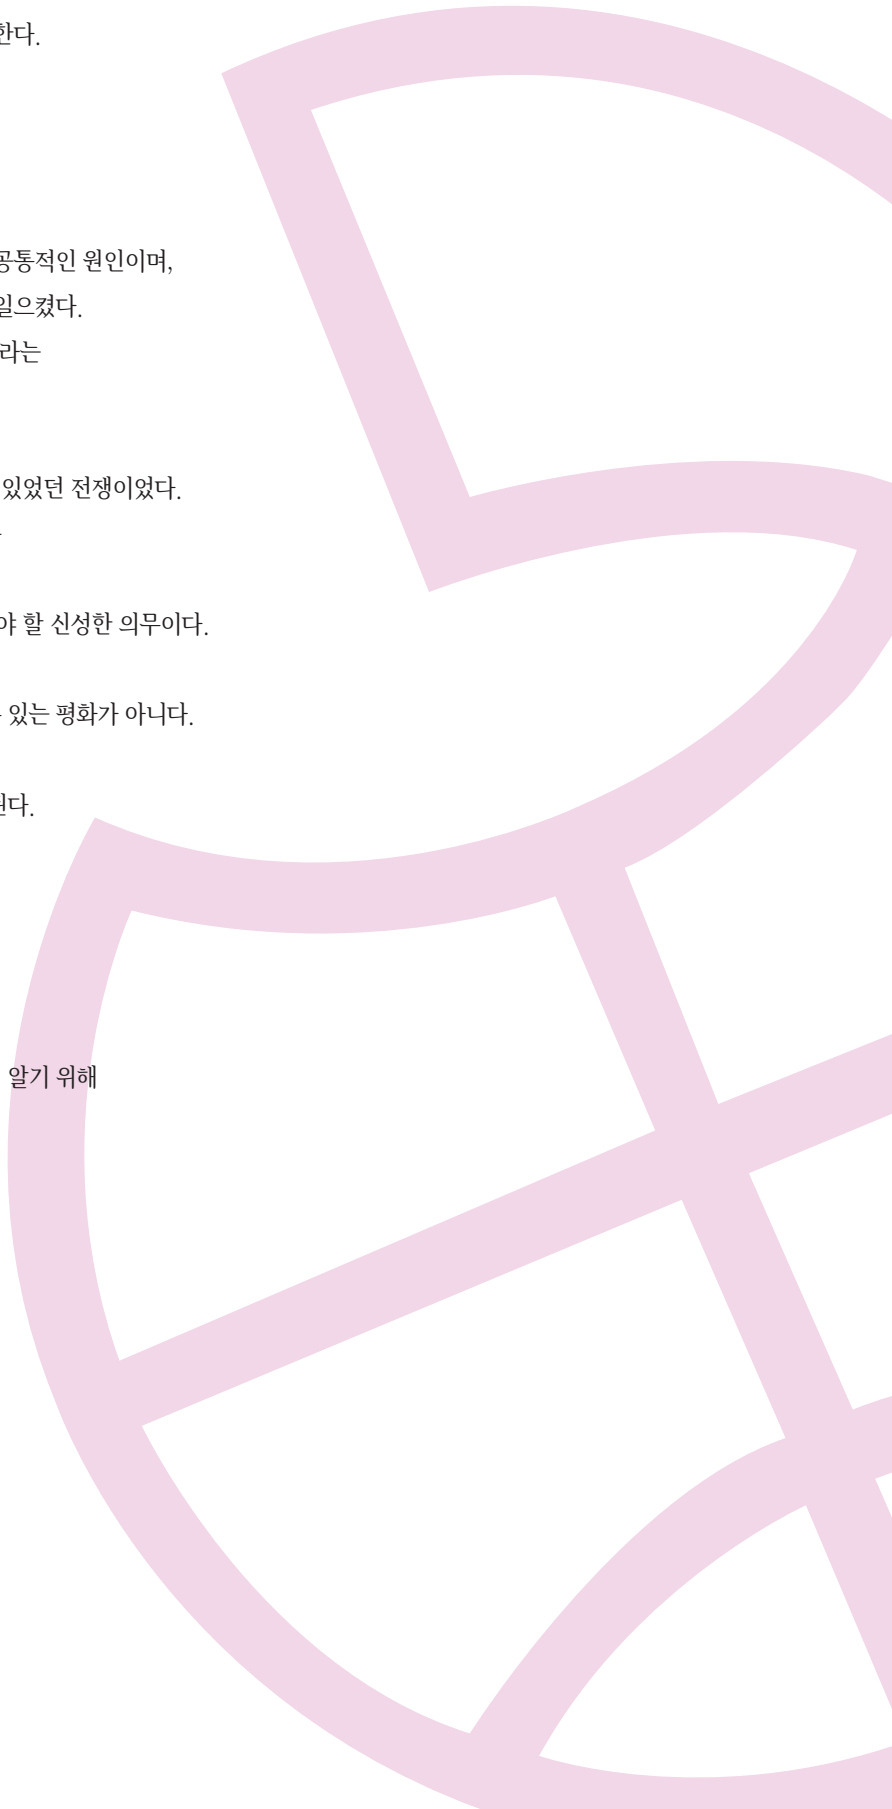 한다.
공통적인 원인이며,
일으켰다.
라는
있었던 전쟁이었다.
야 할 신성한 의무이다.
있는 평화가 아니다.
된다.
알기 위해